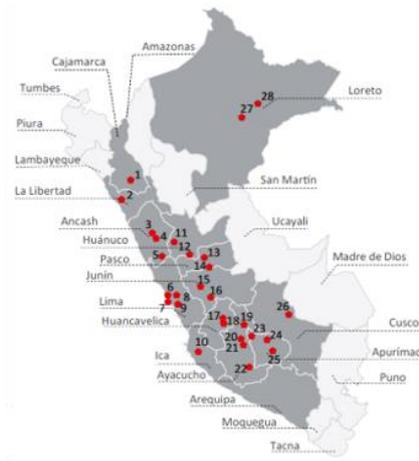 Amazonas
Cajamarca
Tumbes
28
27
Loreto
Piura
Lambayeque
1
San Martín
La Libertad
2
Ancash
3
4
11
Ucayali
Huánuco
12
5
13
Madre de Dios
Pasco
14
Junín
15
6
8
16
26
Lima
7
9
17
18
19
Cusco
Huancavelica
23
24
20
10
21
25
Apurímac
Ica
22
Puno
Ayacucho
Arequipa
Moquegua
Tacna